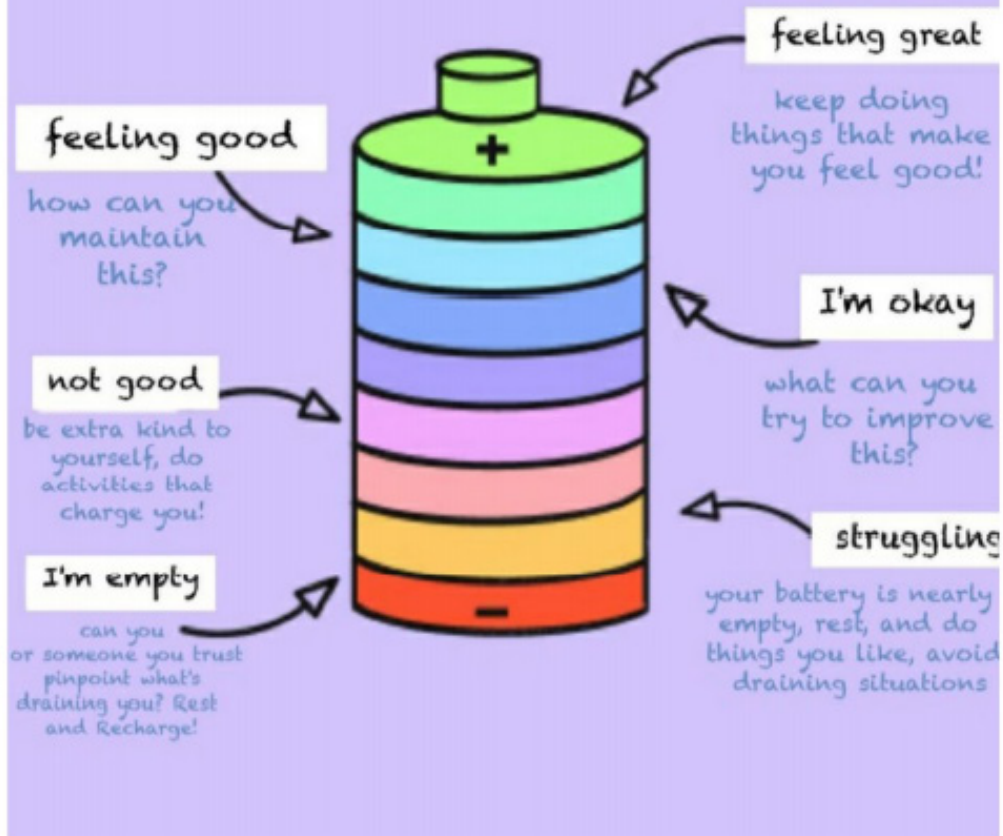 feeling great
keep doing
things that make
you feel good!
feeling good
how can you
maintain
this?
I'm okay
what can you
try to improve
this?
not good
be extra kind to
yourself, do
activities that
charge you!
struggling
your battery is nearly
empty, rest, and do
things you like, avoid
draining situations
I'm empty
can you
or someone you trust
pinpoint what's
draining you? Rest
and Recharge!
+
-